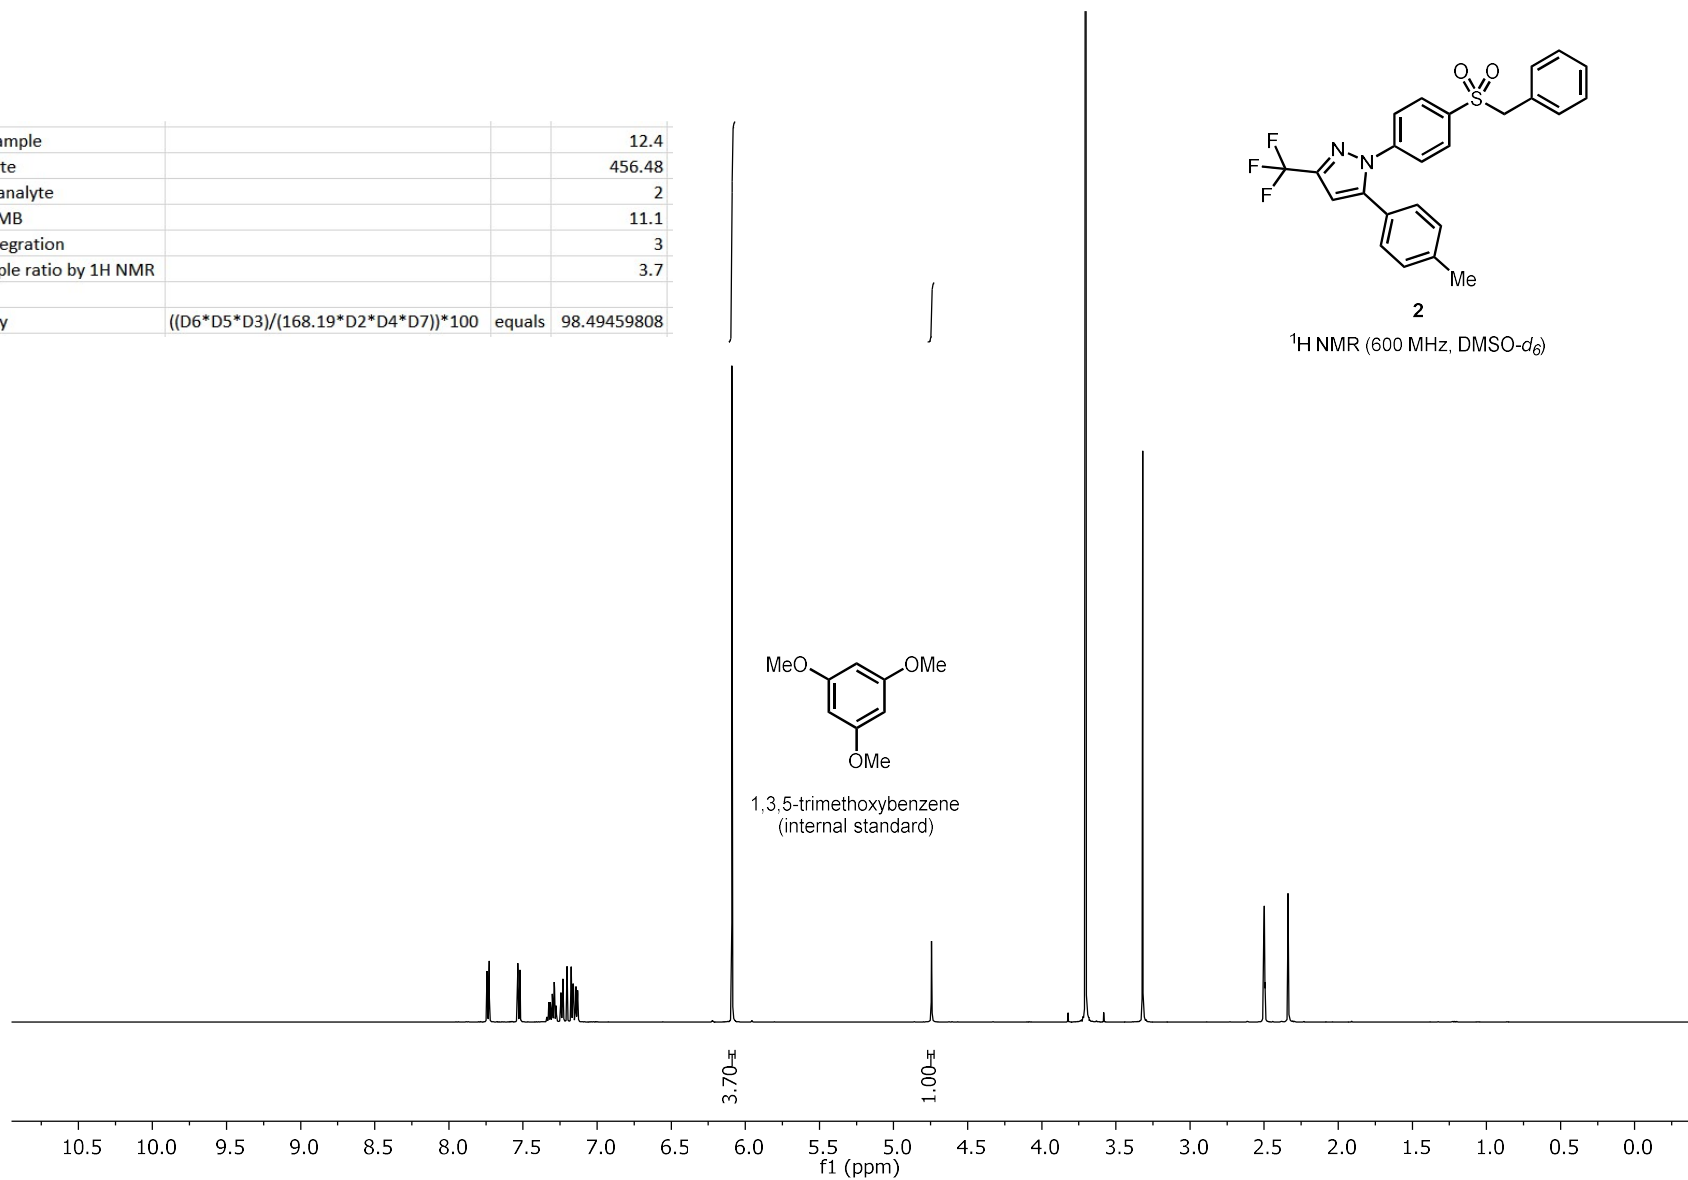 ample 12.4
te 456.48
analyte 2
MB 11.1
egration 3
ple ratio by 1H NMR 3.7
y ((D6*D5*D3)/(168.19*D2*D4*D7))*100 equals 98.49459808
O O
S
F
F
F
N N
Me
2
¹H NMR (600 MHz, DMSO-d₆)
MeO OMe
OMe
1,3,5-trimethoxybenzene
(internal standard)
3.70
1.00
10.5 10.0 9.5 9.0 8.5 8.0 7.5 7.0 6.5 6.0 5.5 5.0 4.5 4.0 3.5 3.0 2.5 2.0 1.5 1.0 0.5 0.0
f1 (ppm)